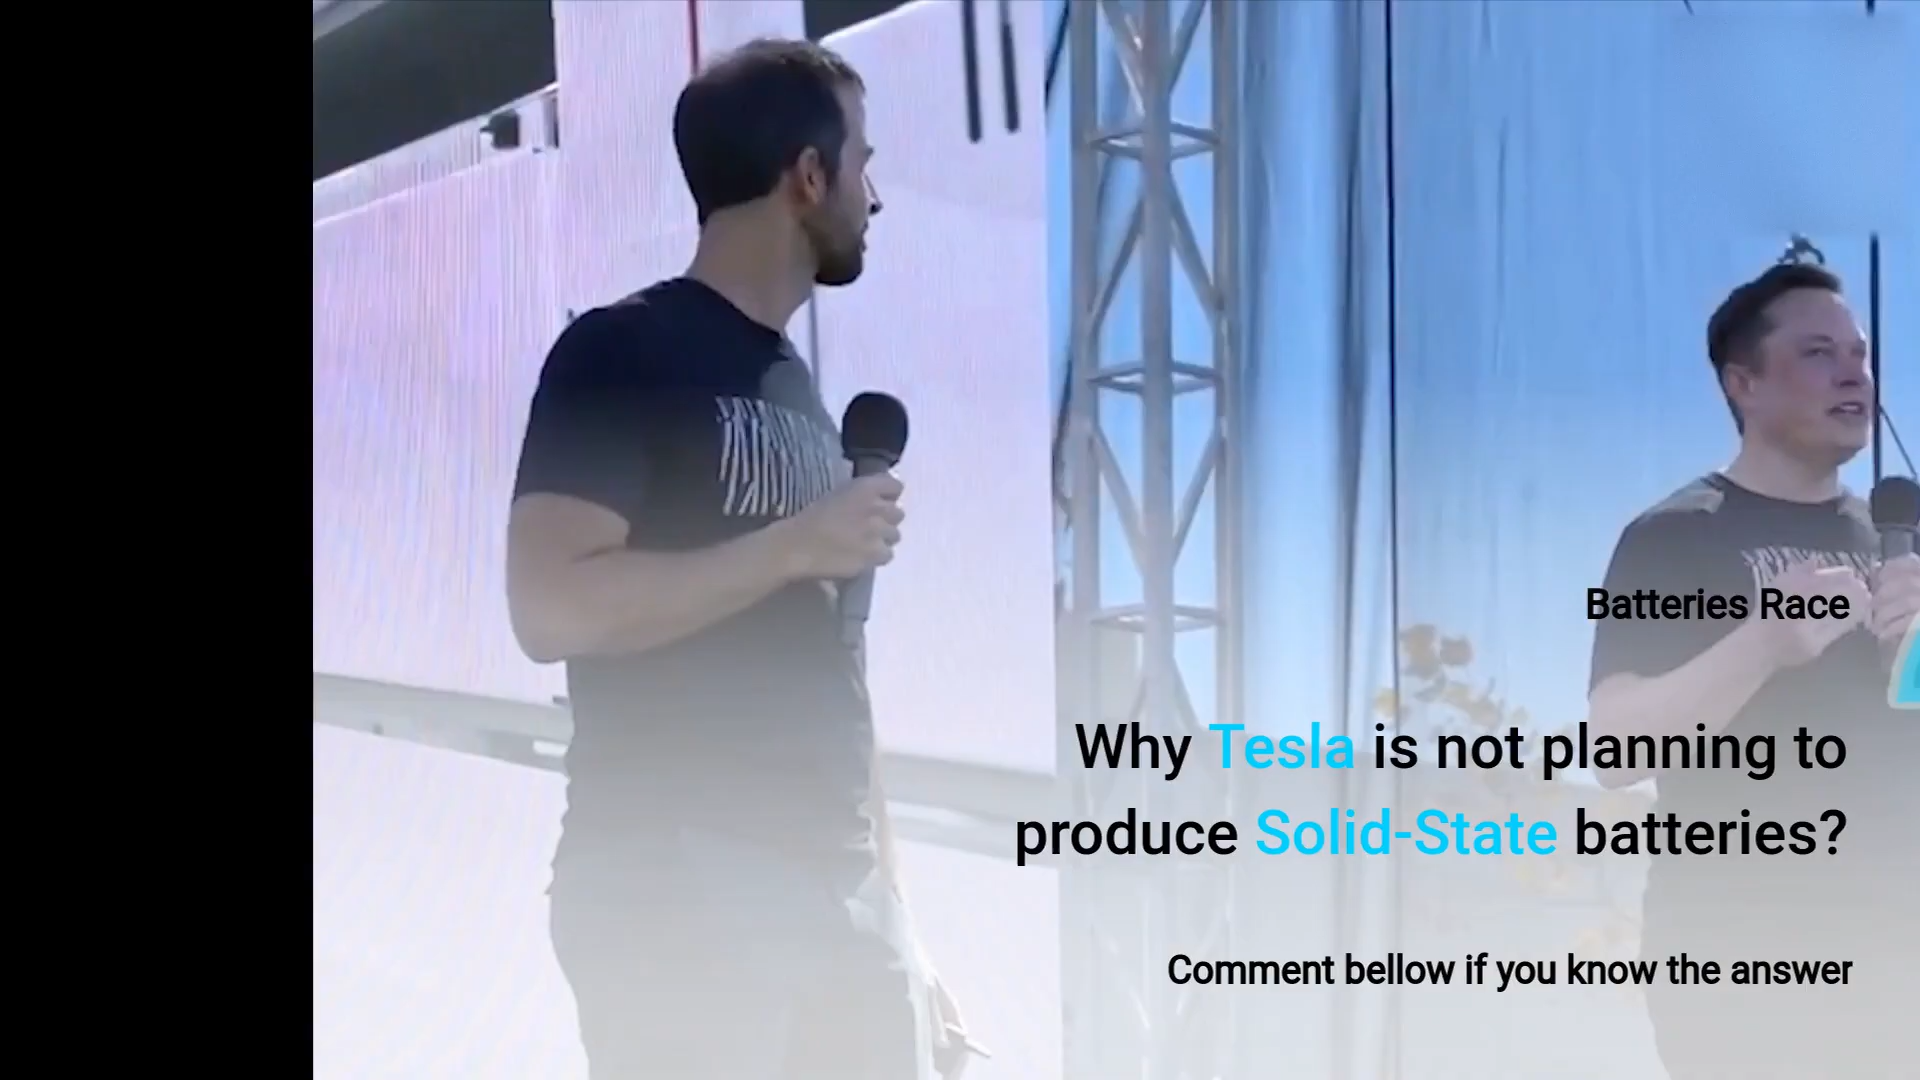 Batteries Race
Why Tesla is not planning to
produce Solid-State batteries?
Comment bellow if you know the answer